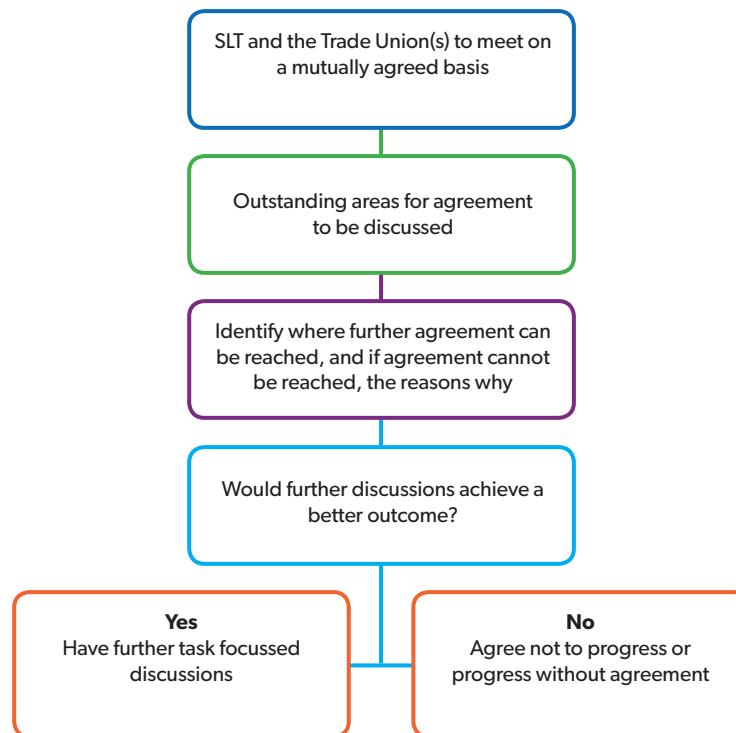 SLT and the Trade Union(s) to meet on
a mutually agreed basis
Outstanding areas for agreement
to be discussed
Identify where further agreement can
be reached, and if agreement cannot
be reached, the reasons why
Would further discussions achieve a
better outcome?
Yes
Have further task focussed
discussions
No
Agree not to progress or
progress without agreement